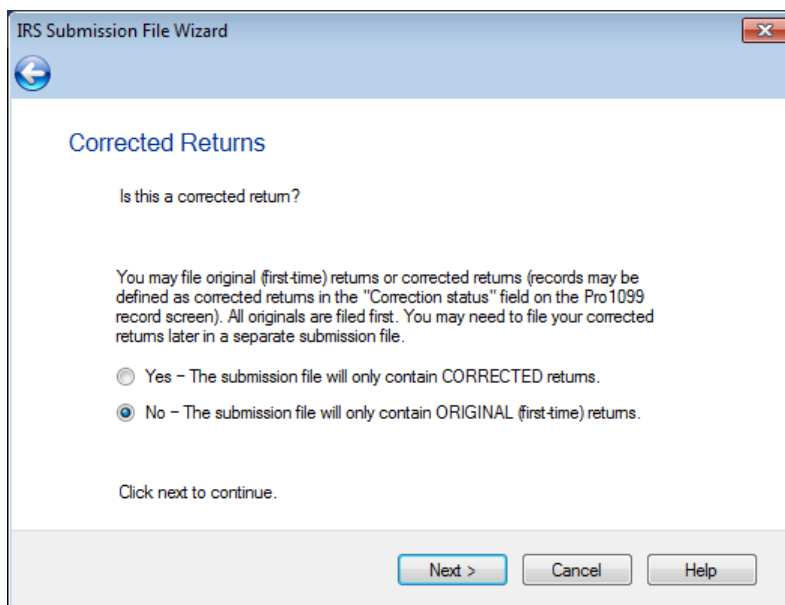 IRS Submission File Wizard
Corrected Returns
Is this a corrected return?
You may file original (first-time) returns or corrected returns (records may be
defined as corrected returns in the "Correction status" field on the Pro1099
record screen). All originals are filed first. You may need to file your corrected
returns later in a separate submission file.
Yes – The submission file will only contain CORRECTED returns.
No – The submission file will only contain ORIGINAL (first-time) returns.
Click next to continue.
Next >
Cancel
Help